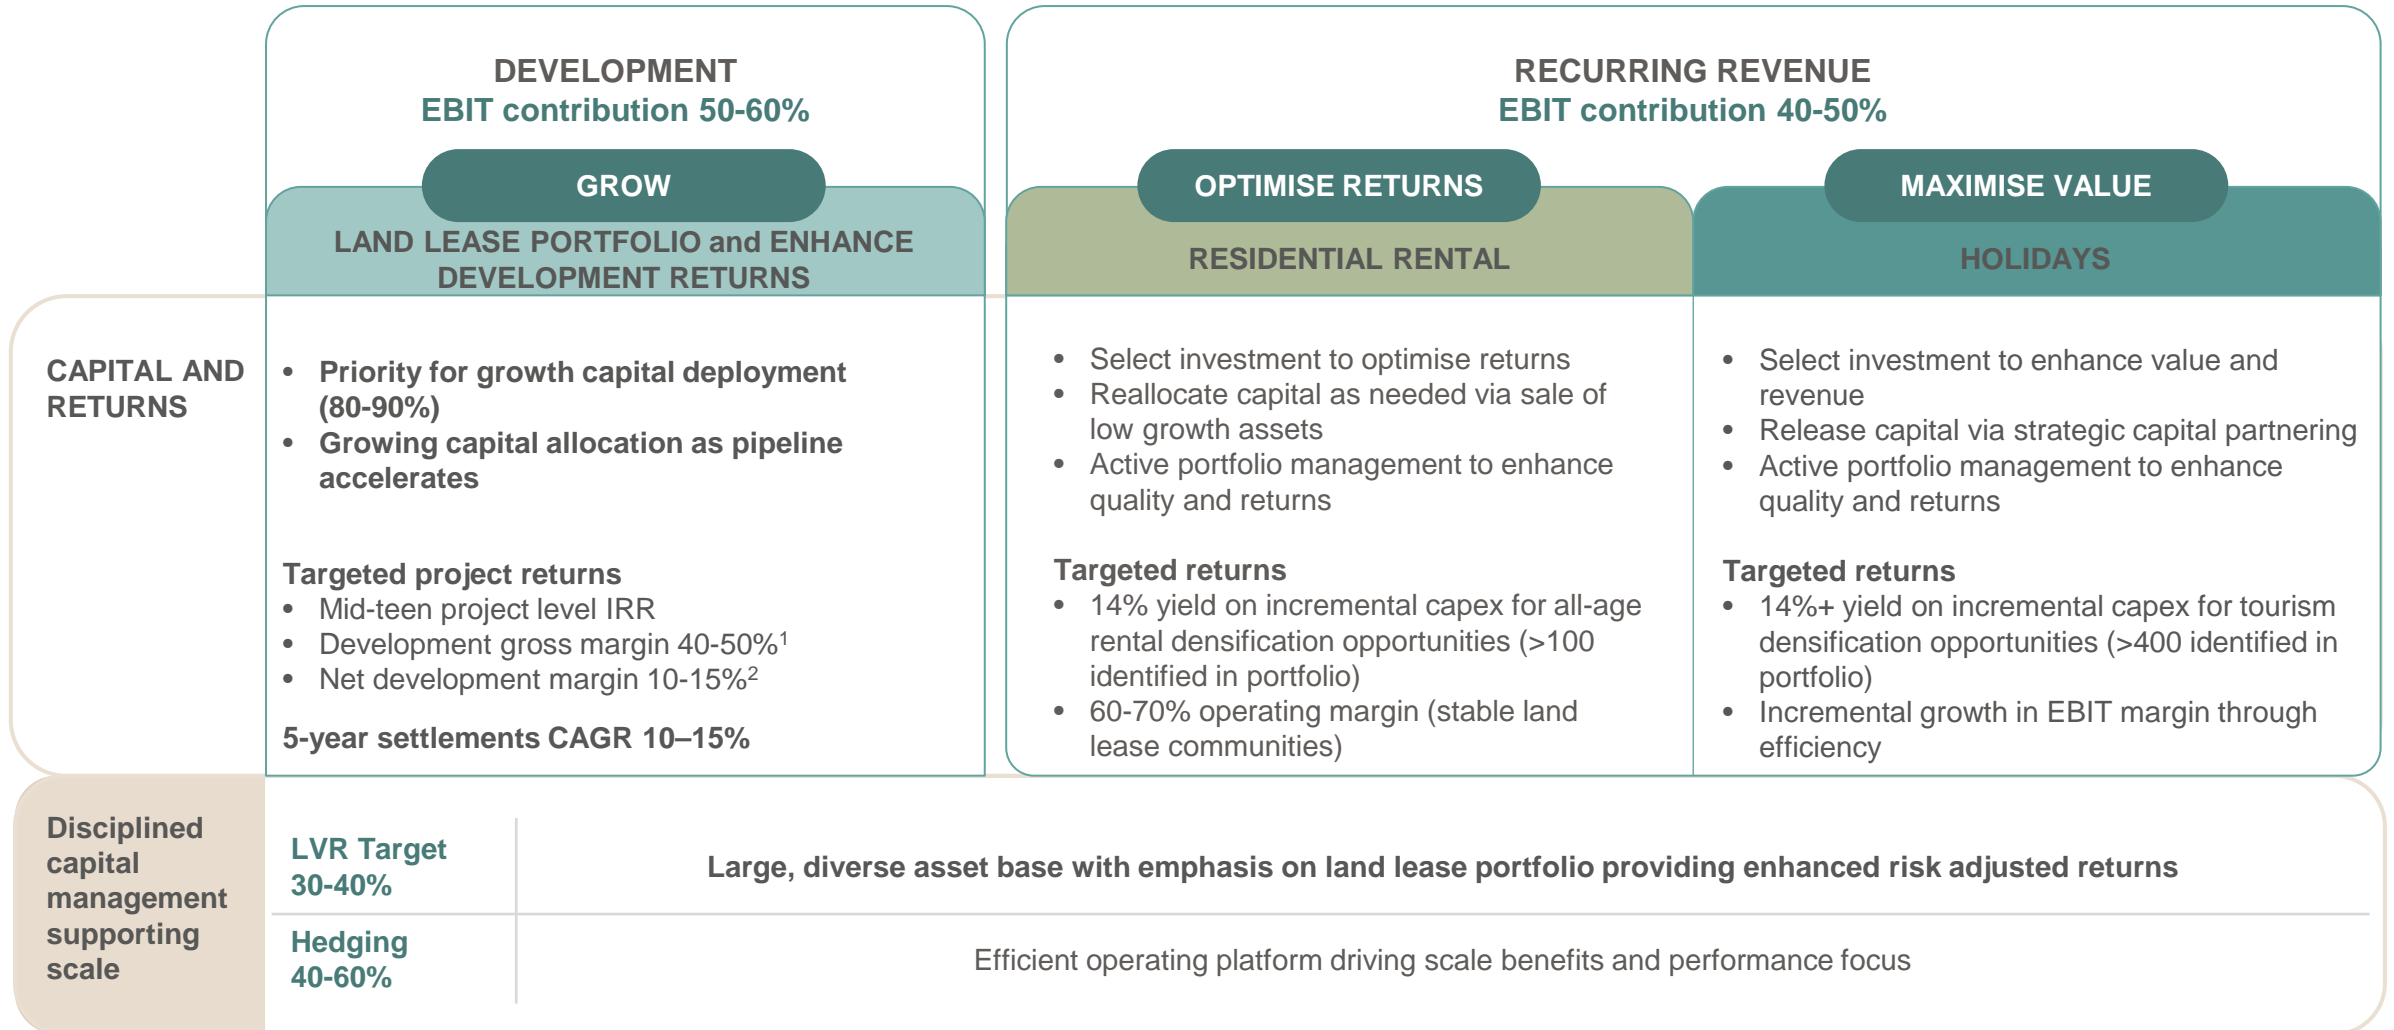 DEVELOPMENT
EBIT contribution 50-60%
RECURRING REVENUE
EBIT contribution 40-50%
GROW
LAND LEASE PORTFOLIO and ENHANCE
DEVELOPMENT RETURNS
OPTIMISE RETURNS
RESIDENTIAL RENTAL
MAXIMISE VALUE
HOLIDAYS
CAPITAL AND
RETURNS
• Priority for growth capital deployment
(80-90%)
• Growing capital allocation as pipeline
accelerates
Targeted project returns
• Mid-teen project level IRR
• Development gross margin 40-50%¹
• Net development margin 10-15%²
5-year settlements CAGR 10–15%
• Select investment to optimise returns
• Reallocate capital as needed via sale of
low growth assets
• Active portfolio management to enhance
quality and returns
Targeted returns
• 14% yield on incremental capex for all-age
rental densification opportunities (>100
identified in portfolio)
• 60-70% operating margin (stable land
lease communities)
• Select investment to enhance value and
revenue
• Release capital via strategic capital partnering
• Active portfolio management to enhance
quality and returns
Targeted returns
• 14%+ yield on incremental capex for tourism
densification opportunities (>400 identified in
portfolio)
• Incremental growth in EBIT margin through
efficiency
Disciplined
capital
management
supporting
scale
LVR Target
30-40%
Large, diverse asset base with emphasis on land lease portfolio providing enhanced risk adjusted returns
Hedging
40-60%
Efficient operating platform driving scale benefits and performance focus